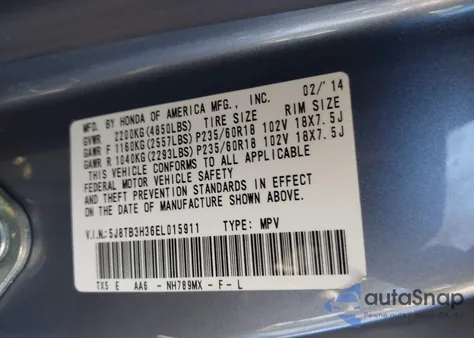 MFD. BY HONDA OF AMERICA MFG., INC. 02/'14
GVWR 2200KG(4850LBS) TIRE SIZE RIM SIZE
GAWR F 1160KG(2557LBS) P235/60R18 102V 18X7.5J
GAWR R 1040KG(2293LBS) P235/60R18 102V 18X7.5J
THIS VEHICLE CONFORMS TO ALL APPLICABLE
FEDERAL MOTOR VEHICLE SAFETY
AND THEFT PREVENTION STANDARDS IN EFFECT
ON THE DATE OF MANUFACTURE SHOWN ABOVE.
V.I.N.:5J8TB3H36EL015911 TYPE: MPV
TX5 E AA6 - NH789MX - F - L
autoSnap